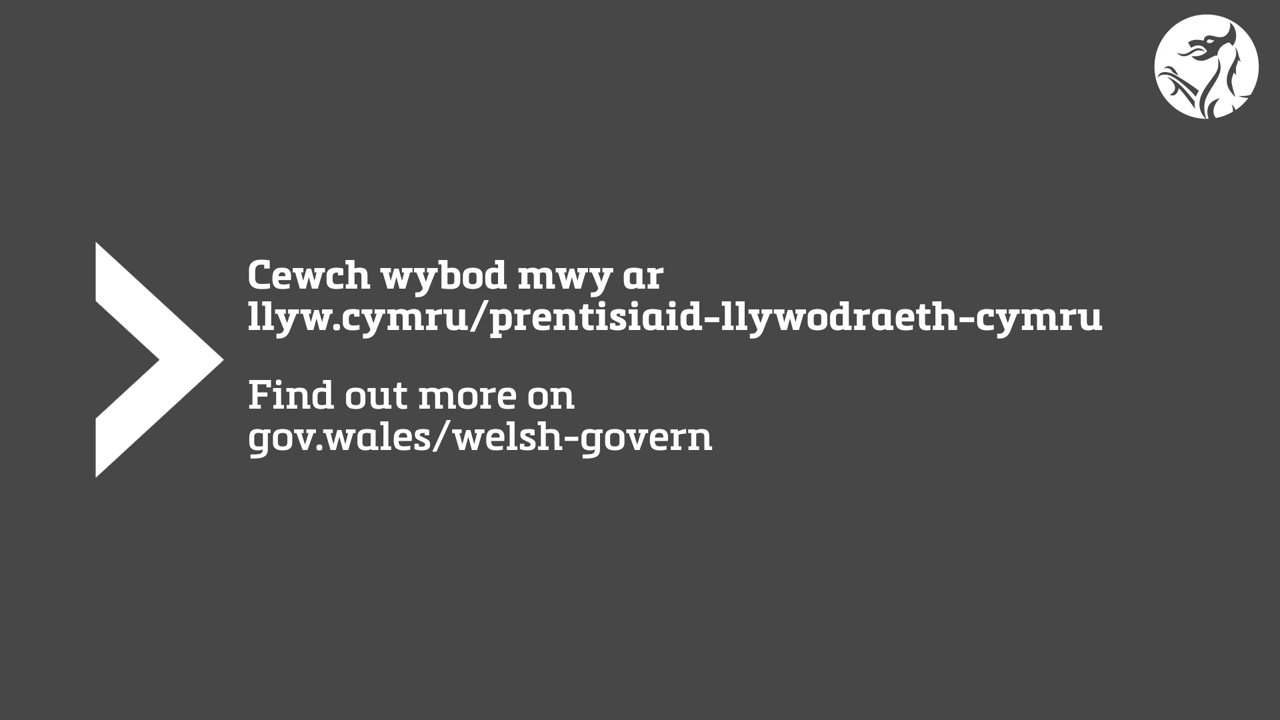 Cewch wybod mwy ar
llyw.cymru/prentisiaid-llywodraeth-cymru
Find out more on
gov.wales/welsh-govern